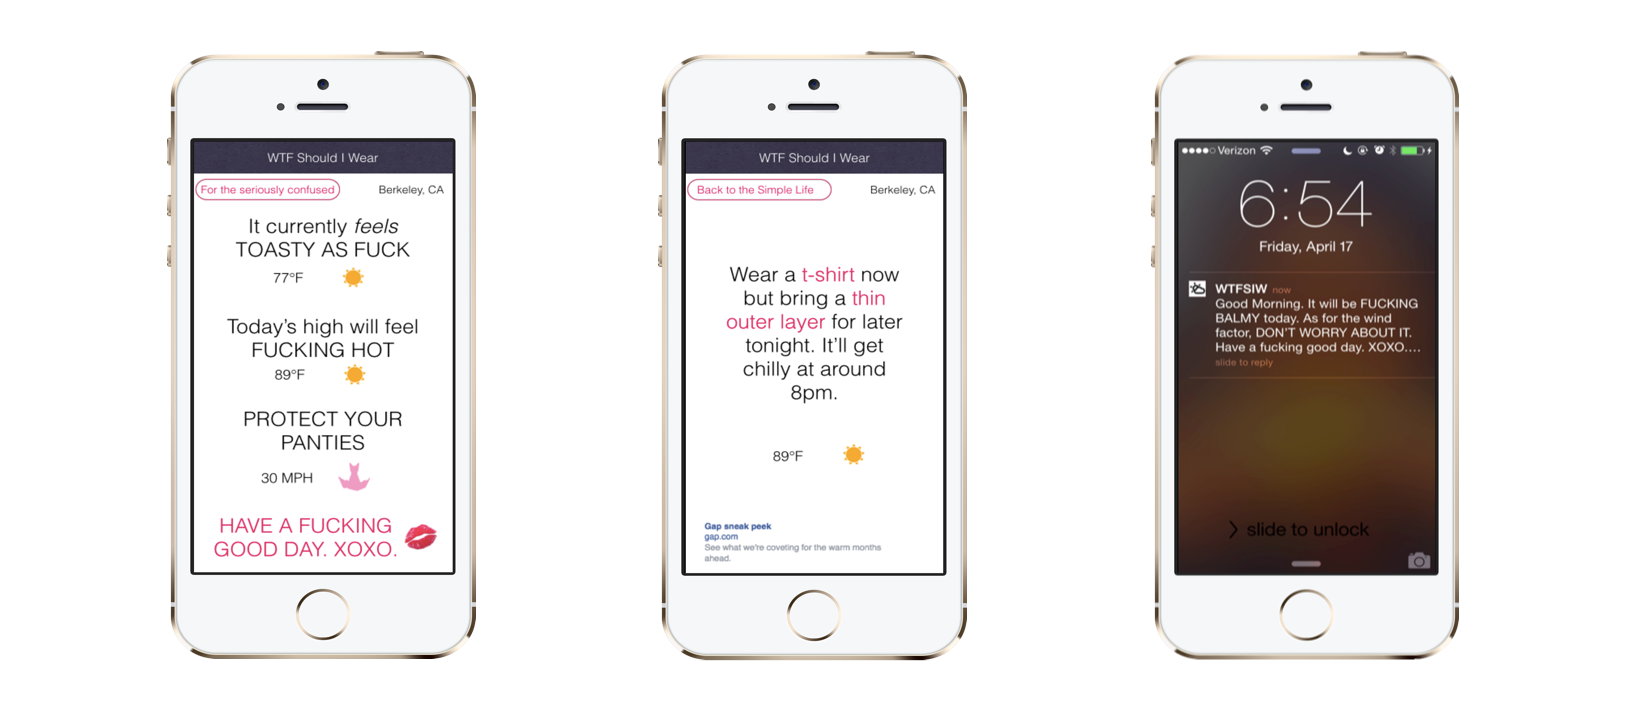 WTF Should I Wear
For the seriously confused
Berkeley, CA
It currently feels
TOASTY AS FUCK
77°F
Today's high will feel
FUCKING HOT
89°F
PROTECT YOUR
PANTIES
30 MPH
HAVE A FUCKING
GOOD DAY. XOXO.
WTF Should I Wear
Back to the Simple Life
Berkeley, CA
Wear a t-shirt now
but bring a thin
outer layer for later
tonight. It'll get
chilly at around
8pm.
89°F
Gap sneak peek
gap.com
See what we're coveting for the warm months
ahead.
Verizon
6:54
Friday, April 17
WTFSIW now
Good Morning. It will be FUCKING
BALMY today. As for the wind
factor, DON'T WORRY ABOUT IT.
Have a fucking good day. XOXO....
slide to reply
> slide to unlock